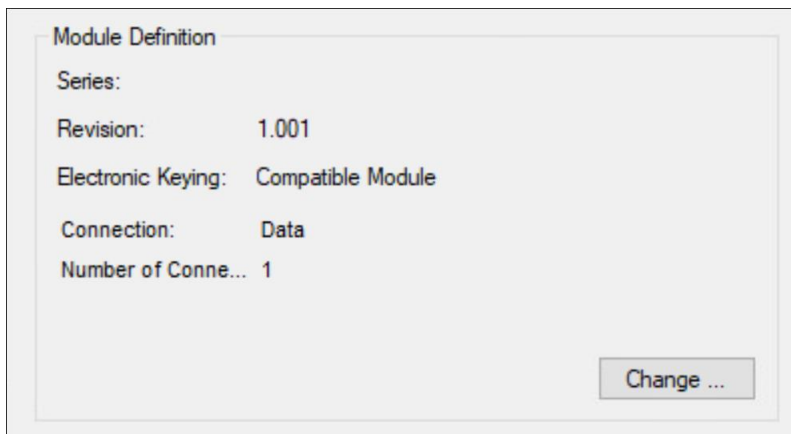 Module Definition
Series:
Revision: 1.001
Electronic Keying: Compatible Module
Connection: Data
Number of Conne... 1
Change ...